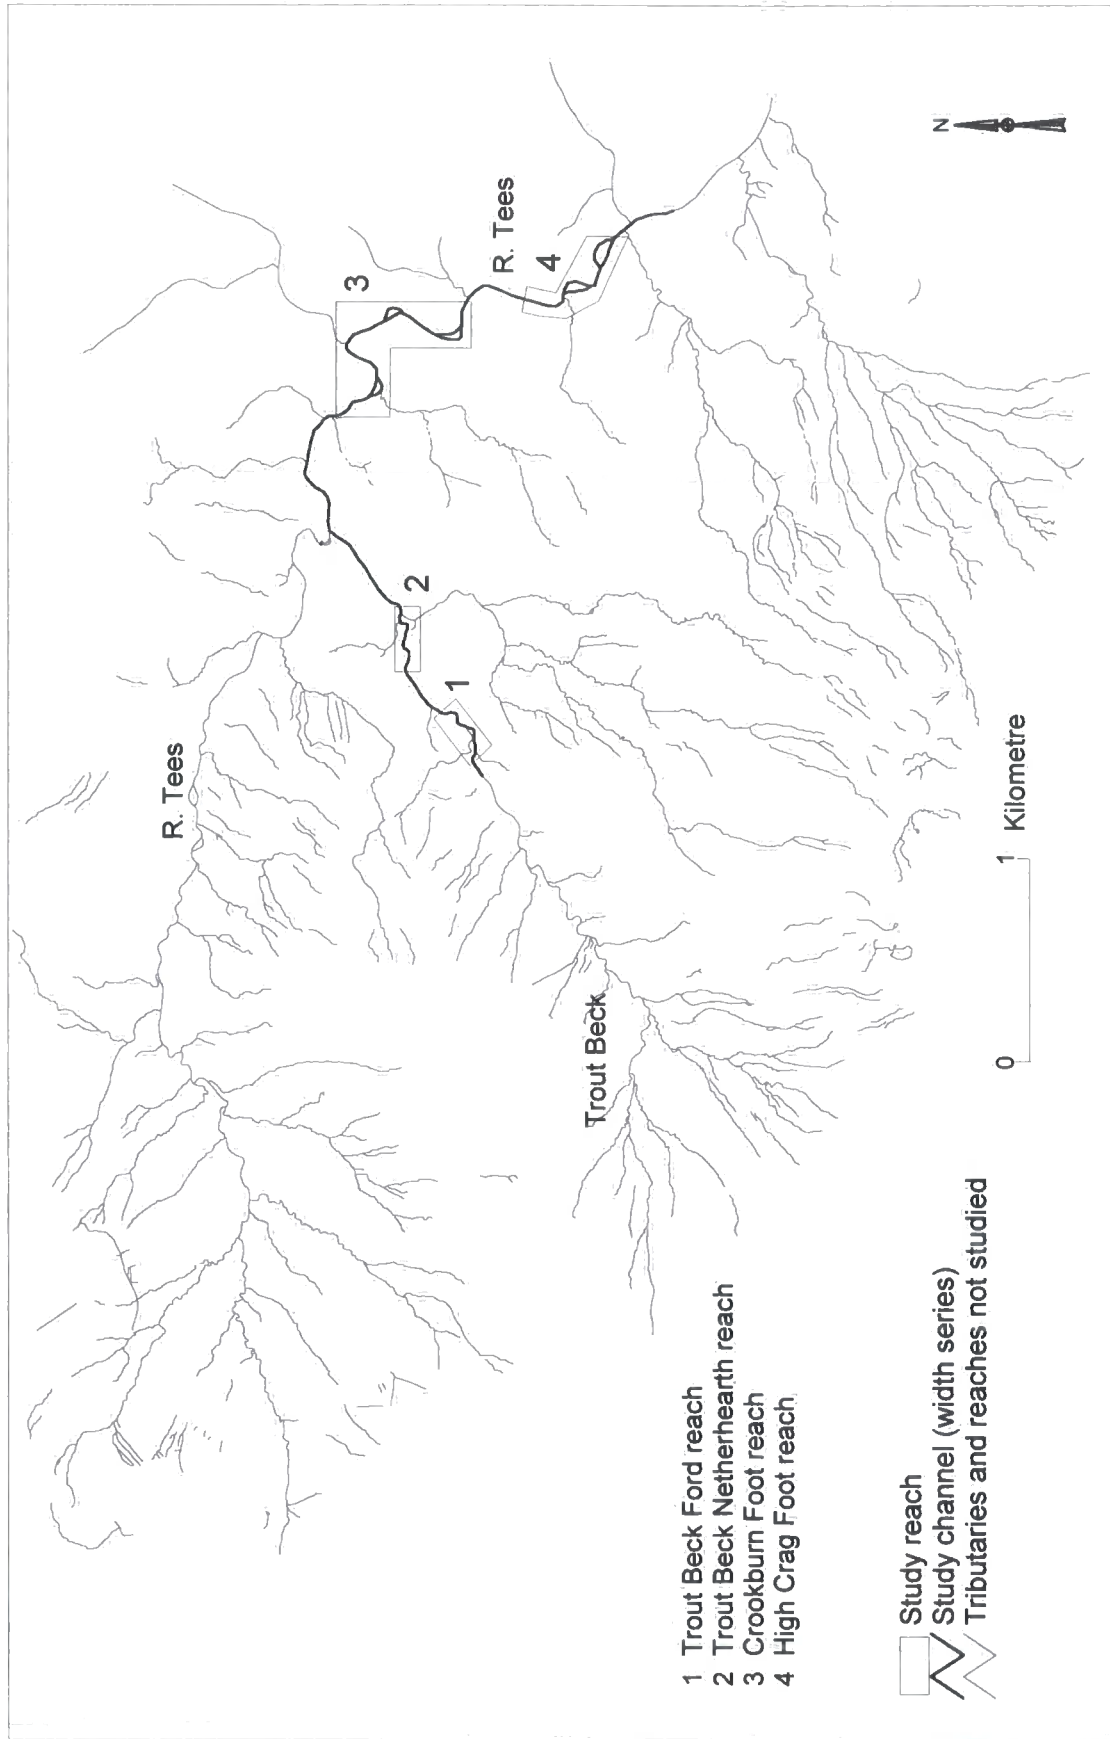 R. Tees
3
R. Tees
4
2
1
N
Trout Beck
0
1
Kilometre
1 Trout Beck Ford reach
2 Trout Beck Netherhearth reach
3 Crookburn Foot reach
4 High Crag Foot reach
Study reach
Study channel (width series)
Tributaries and reaches not studied